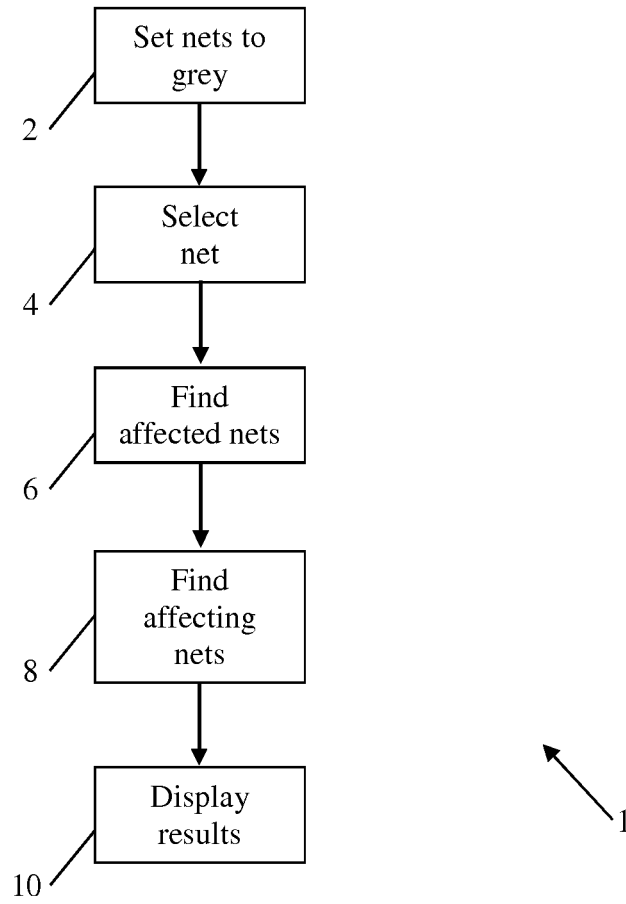 Set nets to
grey
2
Select
net
4
Find
affected nets
6
Find
affecting
nets
8
Display
results
10
1